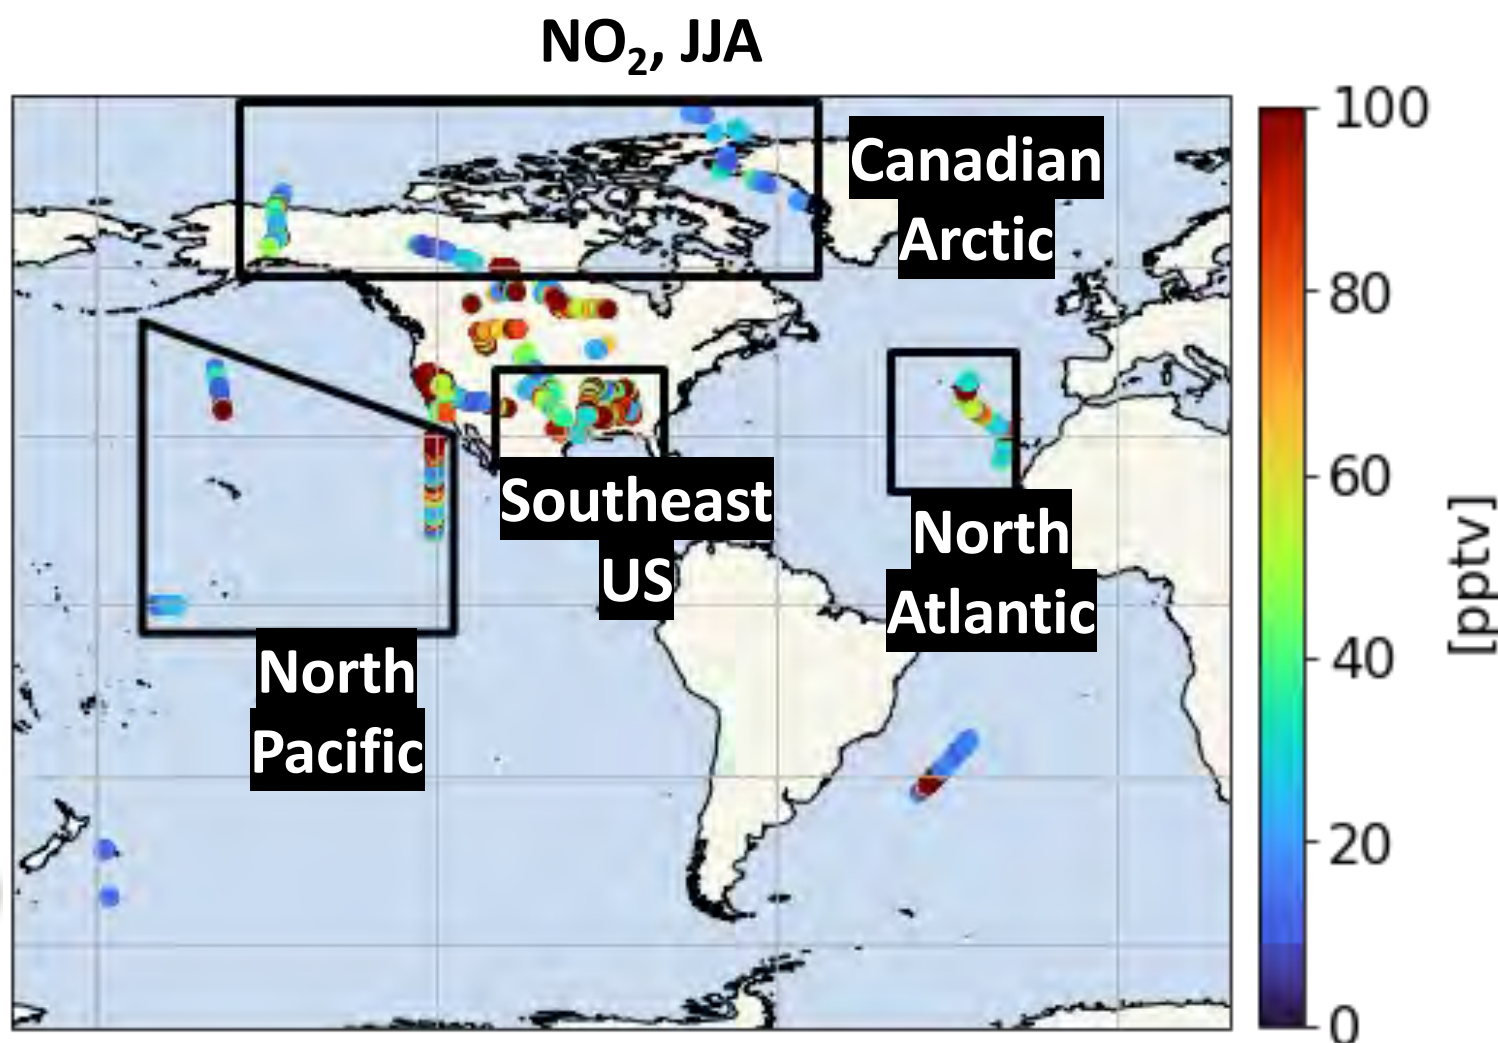 NO₂, JJA
Canadian
Arctic
Southeast
US
North
Atlantic
North
Pacific
100
80
60
40
20
0
[pptv]